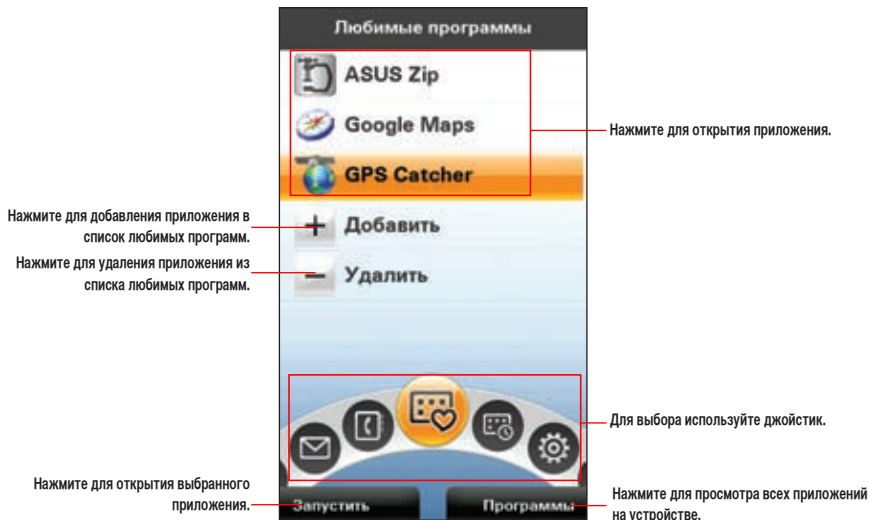 Любимые программы
ASUS Zip
Google Maps
GPS Catcher
Добавить
Удалить
Нажмите для открытия приложения.
Нажмите для добавления приложения в
список любимых программ.
Нажмите для удаления приложения из
списка любимых программ.
Для выбора используйте джойстик.
Нажмите для открытия выбранного
приложения.
Запустить
Программы
Нажмите для просмотра всех приложений
на устройстве.